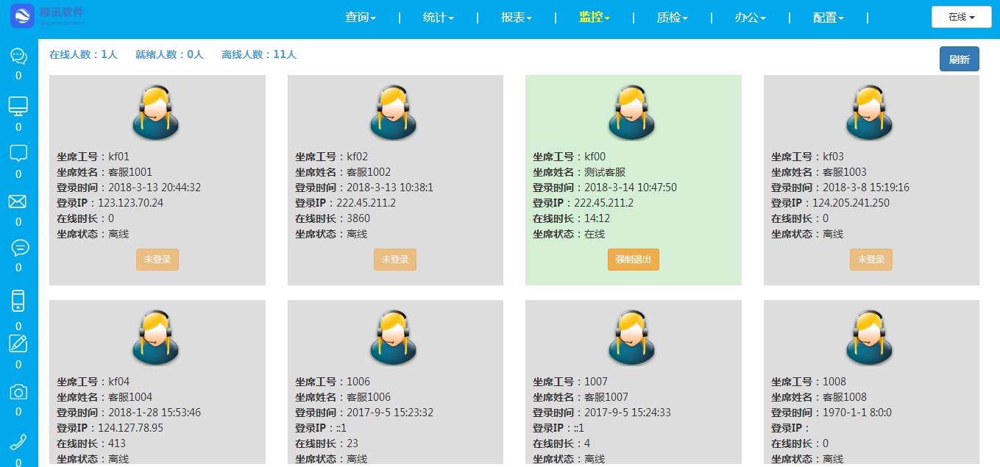 唯讯软件
查询 | 统计 | 报表 | 监控 | 质检 | 办公 | 配置 |
在线
在线人数：1人 就绪人数：0人 离线人数：11人
刷新
0
0
0
0
0
0
0
0
0
坐席工号：kf01
坐席姓名：客服1001
登录时间：2018-3-13 20:44:32
登录IP：123.123.70.24
在线时长：0
坐席状态：离线
未登录
坐席工号：kf02
坐席姓名：客服1002
登录时间：2018-3-13 10:38:1
登录IP：222.45.211.2
在线时长：3860
坐席状态：离线
未登录
坐席工号：kf00
坐席姓名：测试客服
登录时间：2018-3-14 10:47:50
登录IP：222.45.211.2
在线时长：14:12
坐席状态：在线
强制退出
坐席工号：kf03
坐席姓名：客服1003
登录时间：2018-3-8 15:19:16
登录IP：124.205.241.250
在线时长：0
坐席状态：离线
未登录
坐席工号：kf04
坐席姓名：客服1004
登录时间：2018-1-28 15:53:46
登录IP：124.127.78.95
在线时长：413
坐席状态：离线
坐席工号：1006
坐席姓名：客服1006
登录时间：2017-9-5 15:23:32
登录IP：::1
在线时长：23
坐席状态：离线
坐席工号：1007
坐席姓名：客服1007
登录时间：2017-9-5 15:24:33
登录IP：::1
在线时长：4
坐席状态：离线
坐席工号：1008
坐席姓名：客服1008
登录时间：1970-1-1 8:0:0
登录IP：
在线时长：0
坐席状态：离线